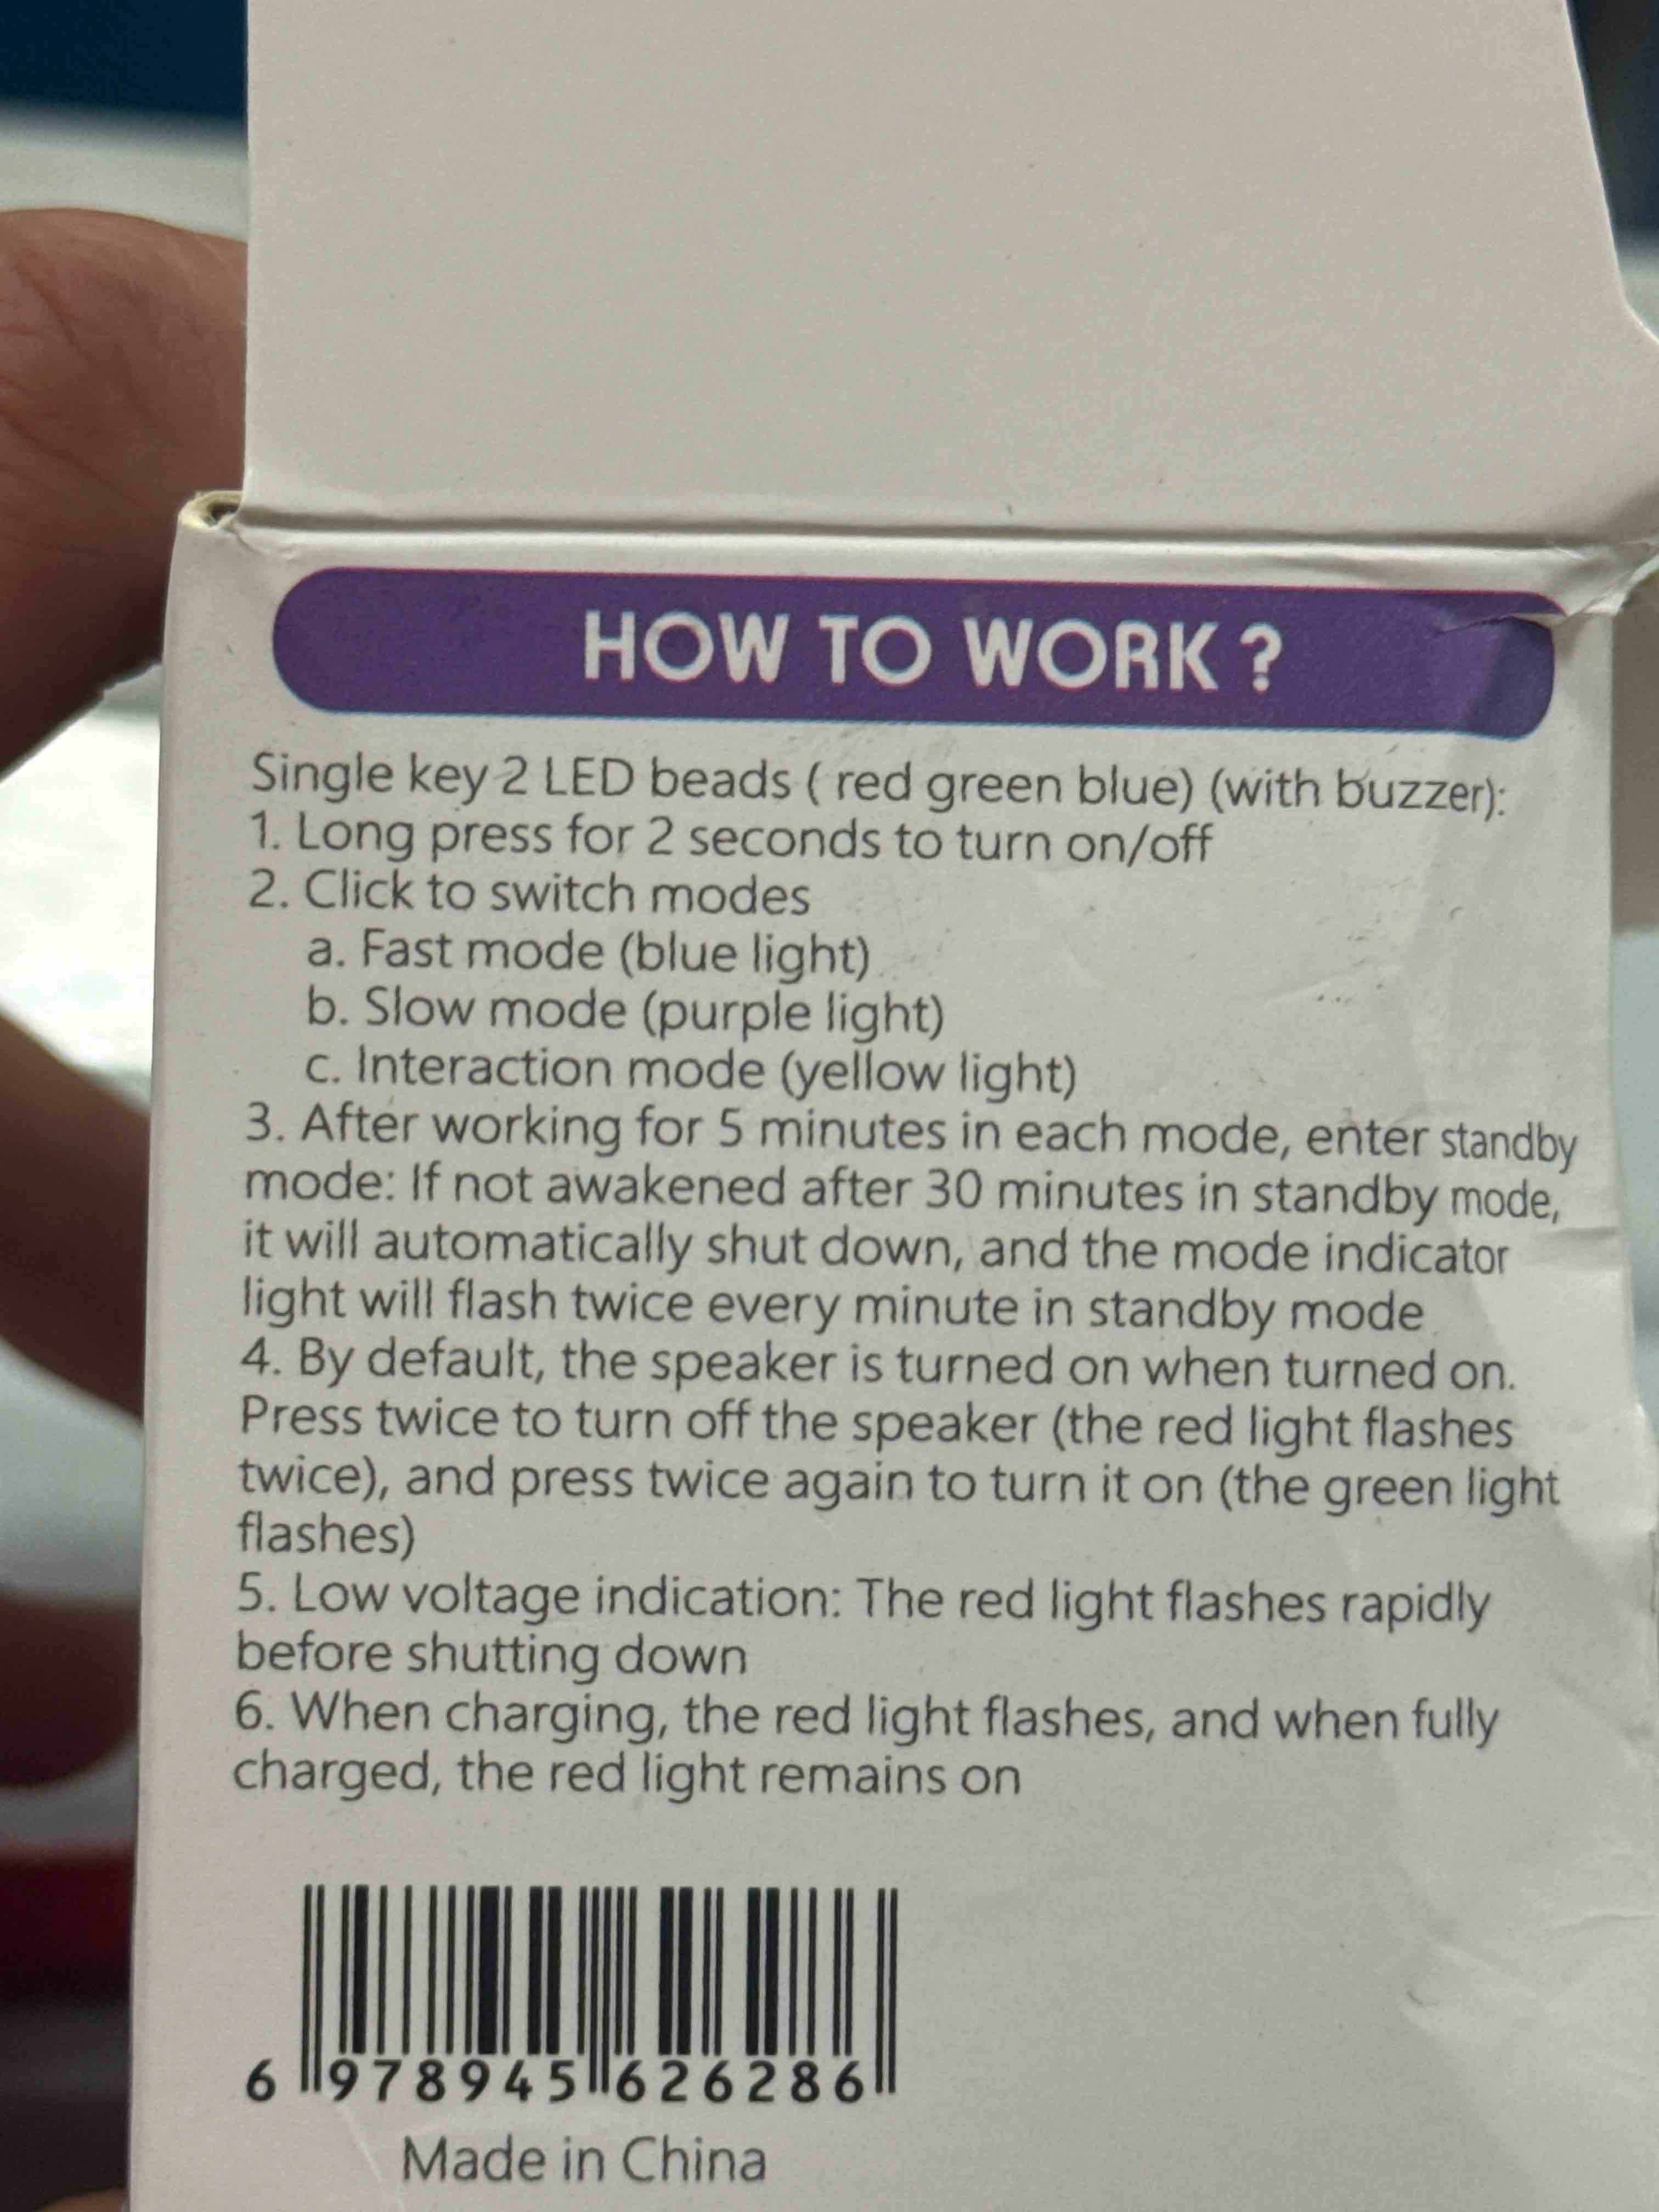 HOW TO WORK ?
Single key 2 LED beads ( red green blue) (with buzzer):
1. Long press for 2 seconds to turn on/off
2. Click to switch modes
a. Fast mode (blue light)
b. Slow mode (purple light)
c. Interaction mode (yellow light)
3. After working for 5 minutes in each mode, enter standby
mode: If not awakened after 30 minutes in standby mode,
it will automatically shut down, and the mode indicator
light will flash twice every minute in standby mode
4. By default, the speaker is turned on when turned on.
Press twice to turn off the speaker (the red light flashes
twice), and press twice again to turn it on (the green light
flashes)
5. Low voltage indication: The red light flashes rapidly
before shutting down
6. When charging, the red light flashes, and when fully
charged, the red light remains on
6 978945 626286
Made in China